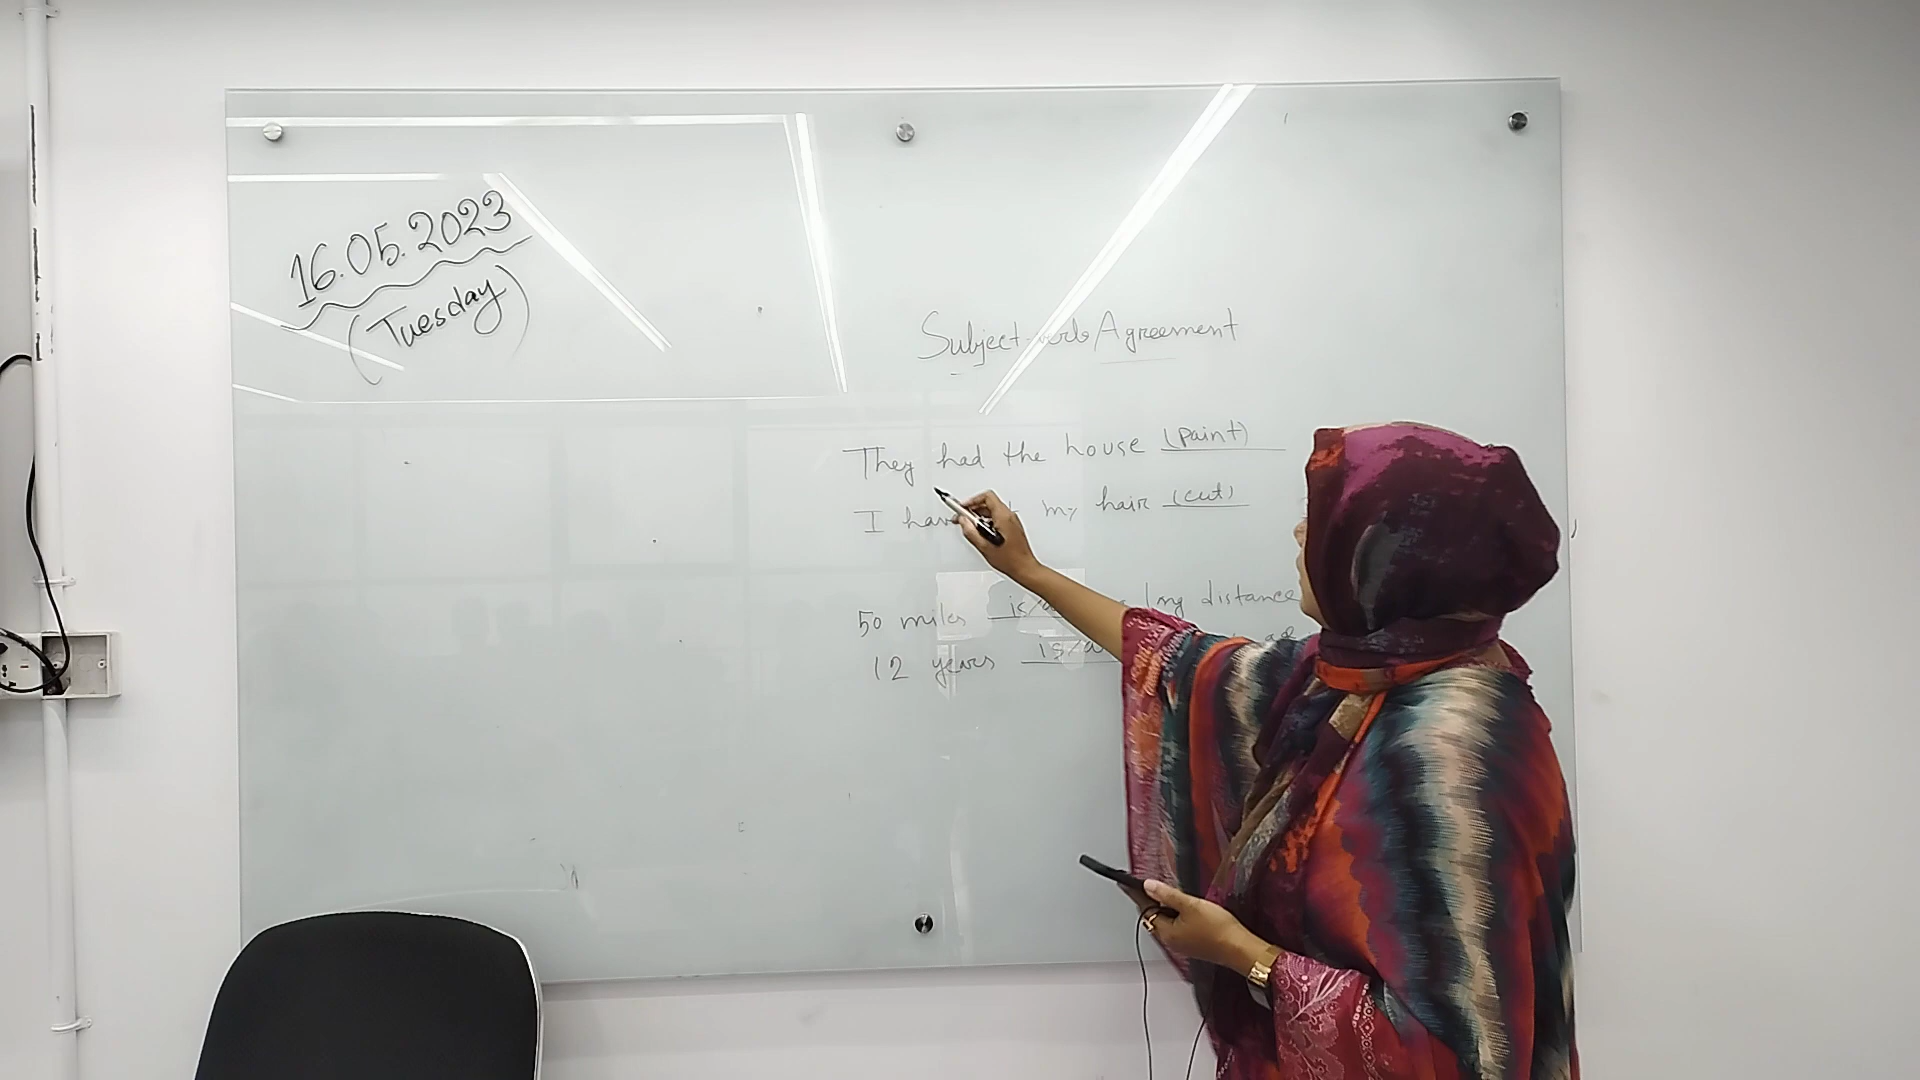 16.05.2023
(Tuesday)
Subject-verb Agreement
They had the house (paint)
I have my hair (cut)
50 miles is/a long distance
12 years is/a